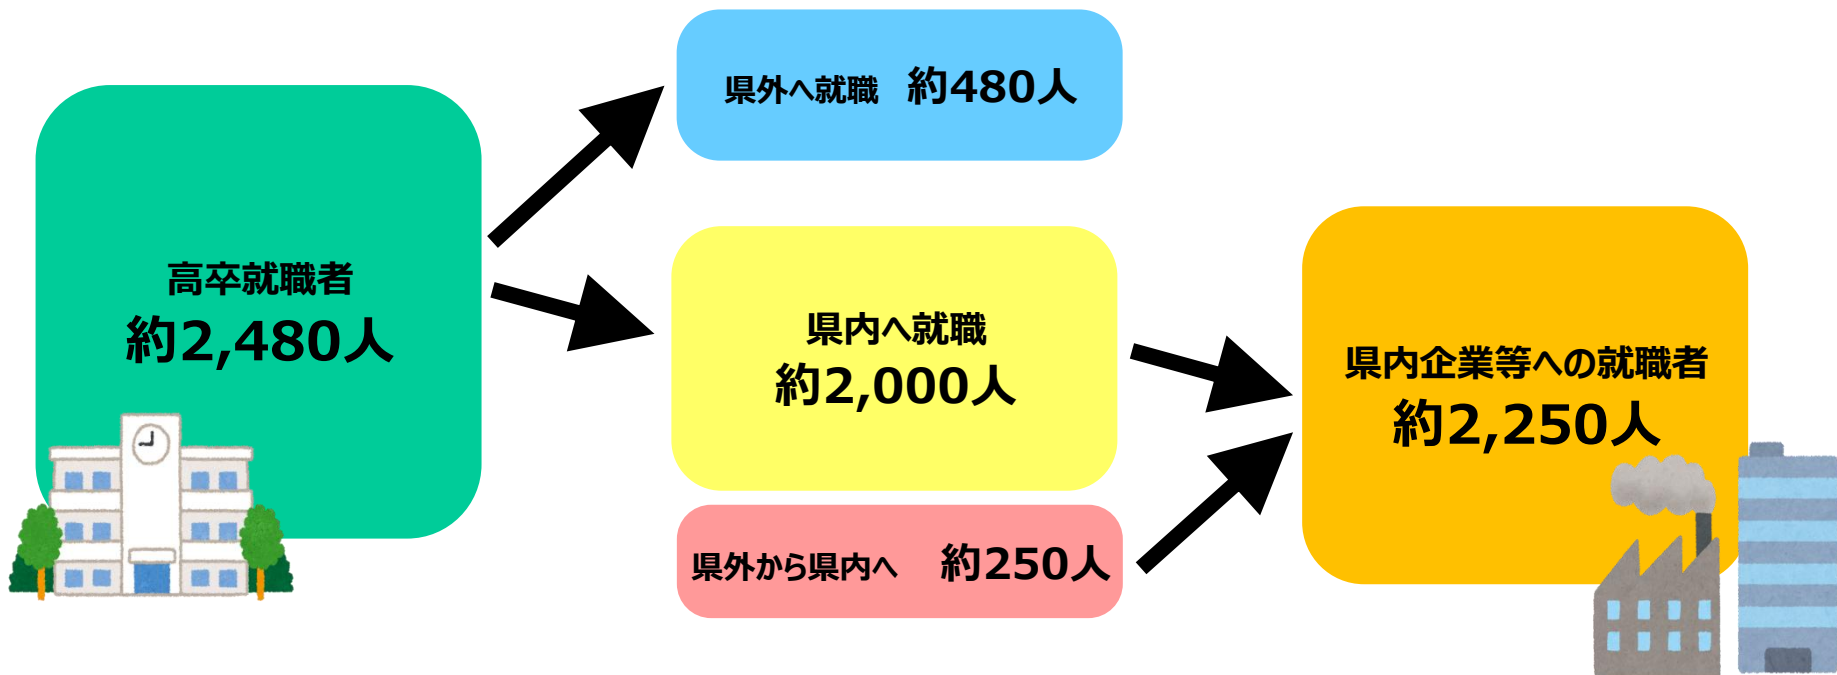 高卒就職者
約2,480人
県外へ就職 約480人
県内へ就職
約2,000人
県外から県内へ 約250人
県内企業等への就職者
約2,250人